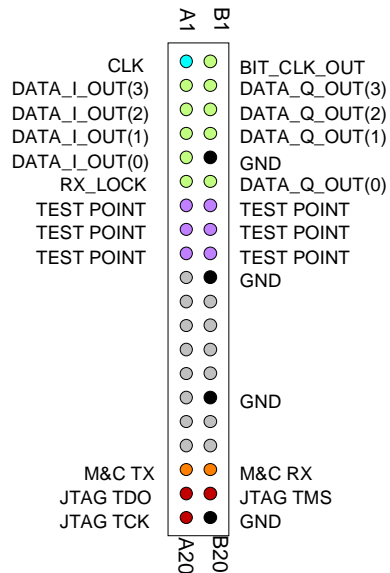 A1 B1
CLK BIT_CLK_OUT
DATA_I_OUT(3) DATA_Q_OUT(3)
DATA_I_OUT(2) DATA_Q_OUT(2)
DATA_I_OUT(1) DATA_Q_OUT(1)
DATA_I_OUT(0) GND
RX_LOCK DATA_Q_OUT(0)
TEST POINT TEST POINT
TEST POINT TEST POINT
TEST POINT TEST POINT
GND
GND
M&C TX M&C RX
JTAG TDO JTAG TMS
JTAG TCK GND
A20 B20